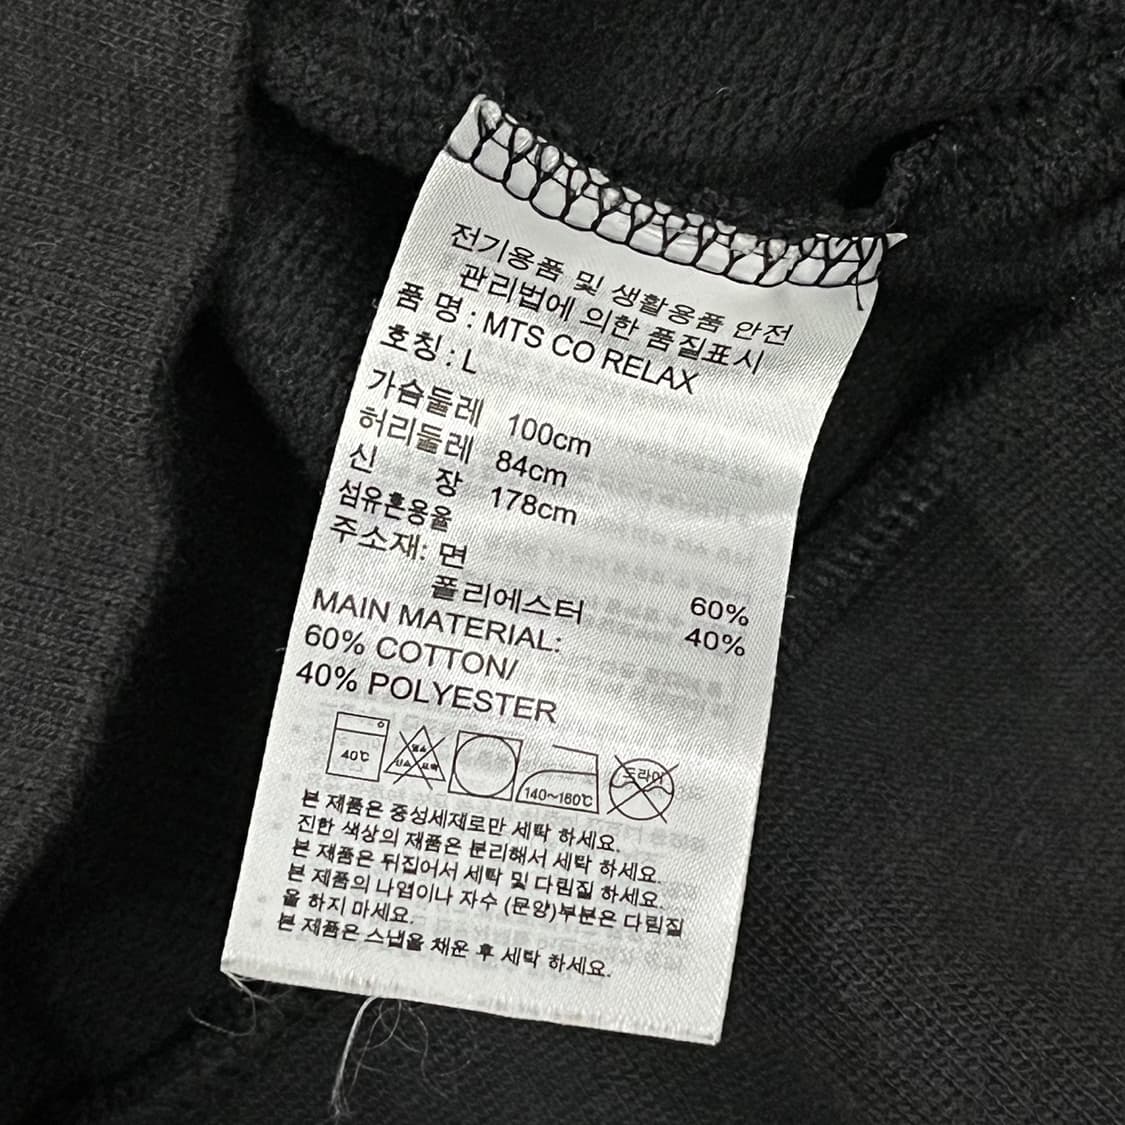 전기용품 및 생활용품 안전
관리법에 의한 품질표시
품 명 : MTS CO RELAX
호칭 : L
가슴둘레 100cm
허리둘레 84cm
신 장 178cm
섬유혼용율
주소재: 면 60%
폴리에스터 40%
MAIN MATERIAL:
60% COTTON/
40% POLYESTER
40℃
염소
산소 표백
140~160℃
드라이
본 제품은 중성세제로만 세탁 하세요.
진한 색상의 제품은 분리해서 세탁 하세요.
본 제품은 뒤집어서 세탁 및 다림질 하세요.
본 제품의 나염이나 자수 (문양)부분은 다림질
을 하지 마세요.
본 제품은 스냅을 채운 후 세탁 하세요.